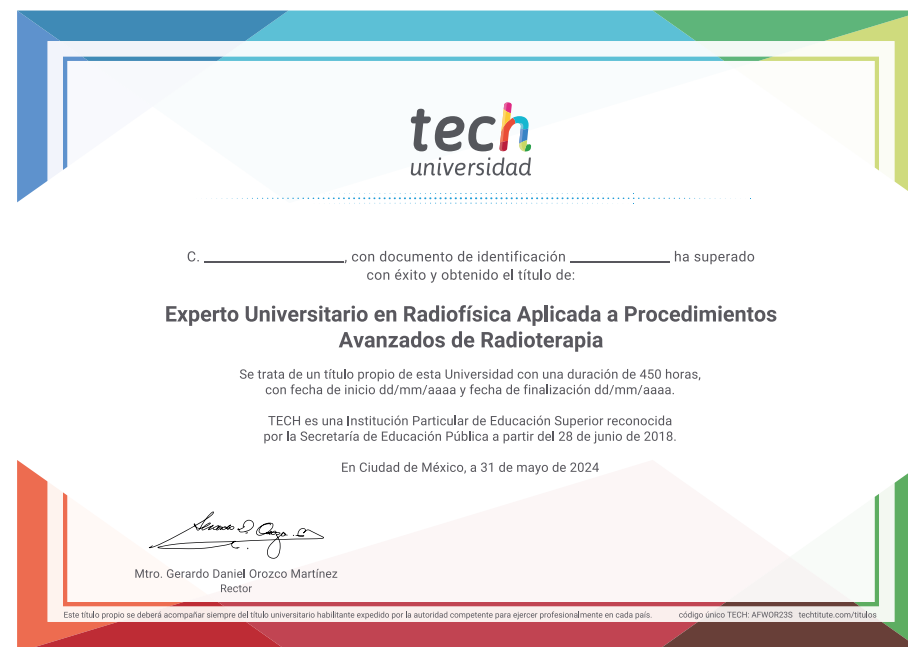 tech
universidad
C. ____________________, con documento de identificación ______________ ha superado
con éxito y obtenido el título de:
Experto Universitario en Radiofísica Aplicada a Procedimientos
Avanzados de Radioterapia
Se trata de un título propio de esta Universidad con una duración de 450 horas,
con fecha de inicio dd/mm/aaaa y fecha de finalización dd/mm/aaaa.
TECH es una Institución Particular de Educación Superior reconocida
por la Secretaría de Educación Pública a partir del 28 de junio de 2018.
En Ciudad de México, a 31 de mayo de 2024
Mtro. Gerardo Daniel Orozco Martínez
Rector
Este título propio se deberá acompañar siempre del título universitario habilitante expedido por la autoridad competente para ejercer profesionalmente en cada país. código único TECH: AFWOR23S techtitute.com/titulos